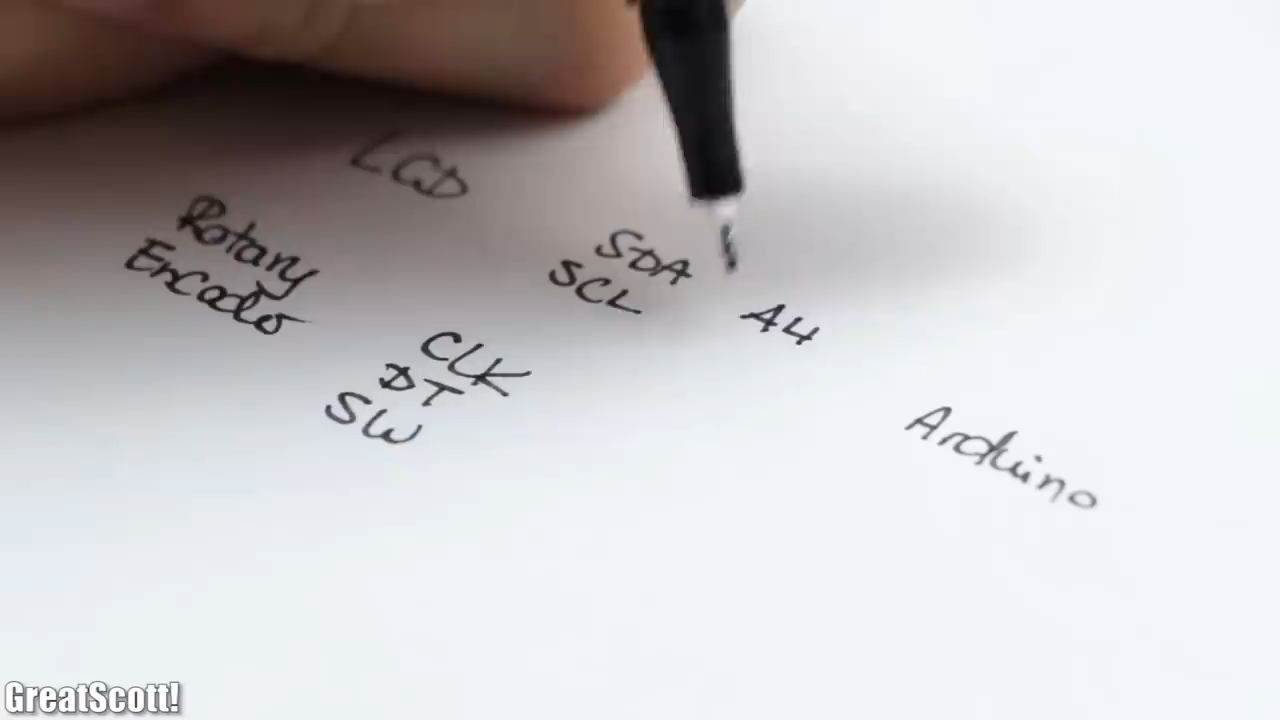 LCD
Rotary
Encoder
SDA
SCL
A4
CLK
DT
SW
Arduino
GreatScott!